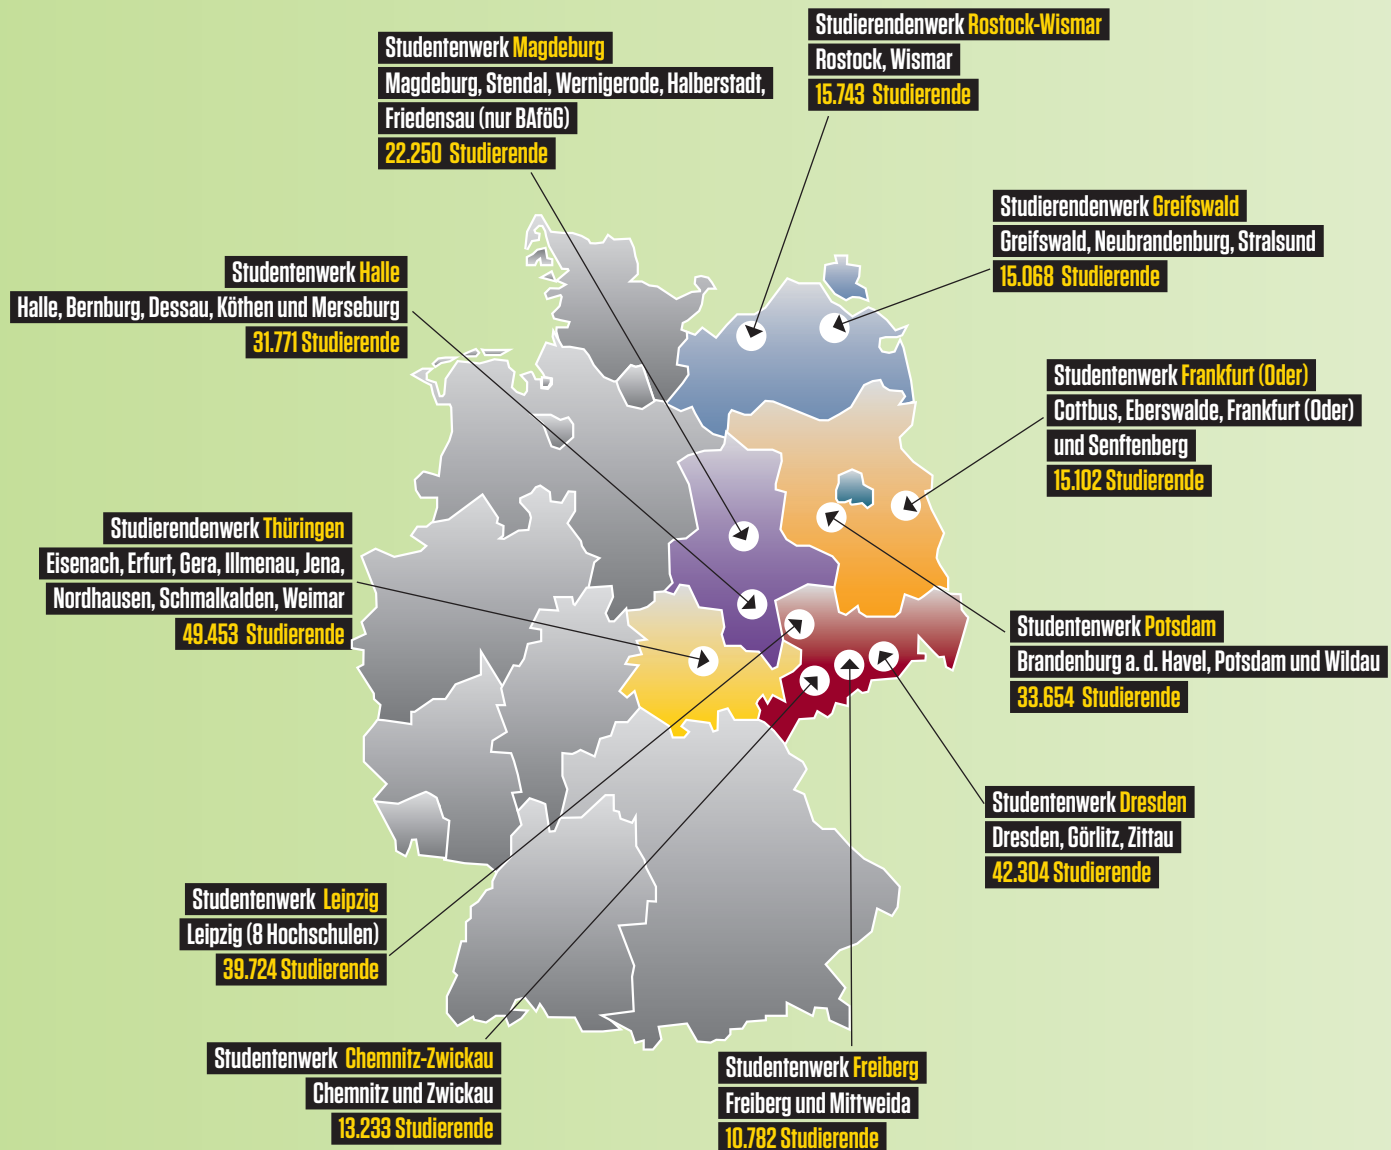 Studierendenwerk Rostock-Wismar
Rostock, Wismar
15.743 Studierende
Studentenwerk Magdeburg
Magdeburg, Stendal, Wernigerode, Halberstadt,
Friedensau (nur BAföG)
22.250 Studierende
Studierendenwerk Greifswald
Greifswald, Neubrandenburg, Stralsund
15.068 Studierende
Studentenwerk Halle
Halle, Bernburg, Dessau, Köthen und Merseburg
31.771 Studierende
Studentenwerk Frankfurt (Oder)
Cottbus, Eberswalde, Frankfurt (Oder)
und Senftenberg
15.102 Studierende
Studierendenwerk Thüringen
Eisenach, Erfurt, Gera, Illmenau, Jena,
Nordhausen, Schmalkalden, Weimar
49.453 Studierende
Studentenwerk Potsdam
Brandenburg a. d. Havel, Potsdam und Wildau
33.654 Studierende
Studentenwerk Dresden
Dresden, Görlitz, Zittau
42.304 Studierende
Studentenwerk Leipzig
Leipzig (8 Hochschulen)
39.724 Studierende
Studentenwerk Chemnitz-Zwickau
Chemnitz und Zwickau
13.233 Studierende
Studentenwerk Freiberg
Freiberg und Mittweida
10.782 Studierende